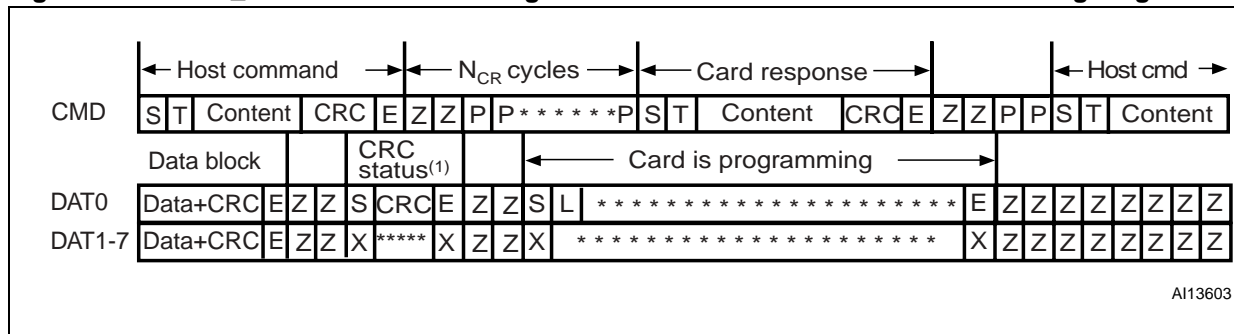 Host command N_CR cycles Card response Host cmd
CMD S T Content CRC E Z Z P P * * * * * * P S T Content CRC E Z Z P P S T Content
Data block CRC status(1) Card is programming
DAT0 Data+CRC E Z Z S CRC E Z Z S L * * * * * * * * * * * * * * * * * * * * * E Z Z Z Z Z Z Z Z
DAT1-7 Data+CRC E Z Z X ***** X Z Z X * * * * * * * * * * * * * * * * * * * * * X Z Z Z Z Z Z Z Z
AI13603